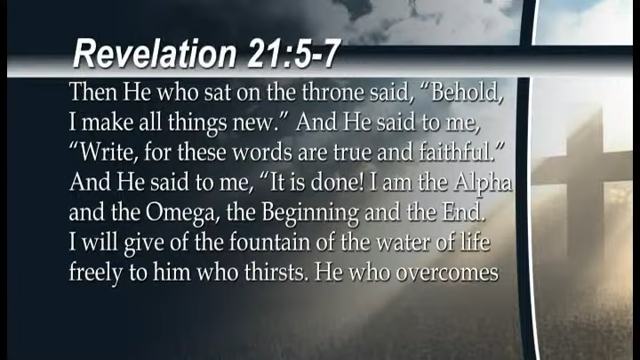 Revelation 21:5-7
Then He who sat on the throne said, “Behold,
I make all things new.” And He said to me,
“Write, for these words are true and faithful.”
And He said to me, “It is done! I am the Alpha
and the Omega, the Beginning and the End.
I will give of the fountain of the water of life
freely to him who thirsts. He who overcomes